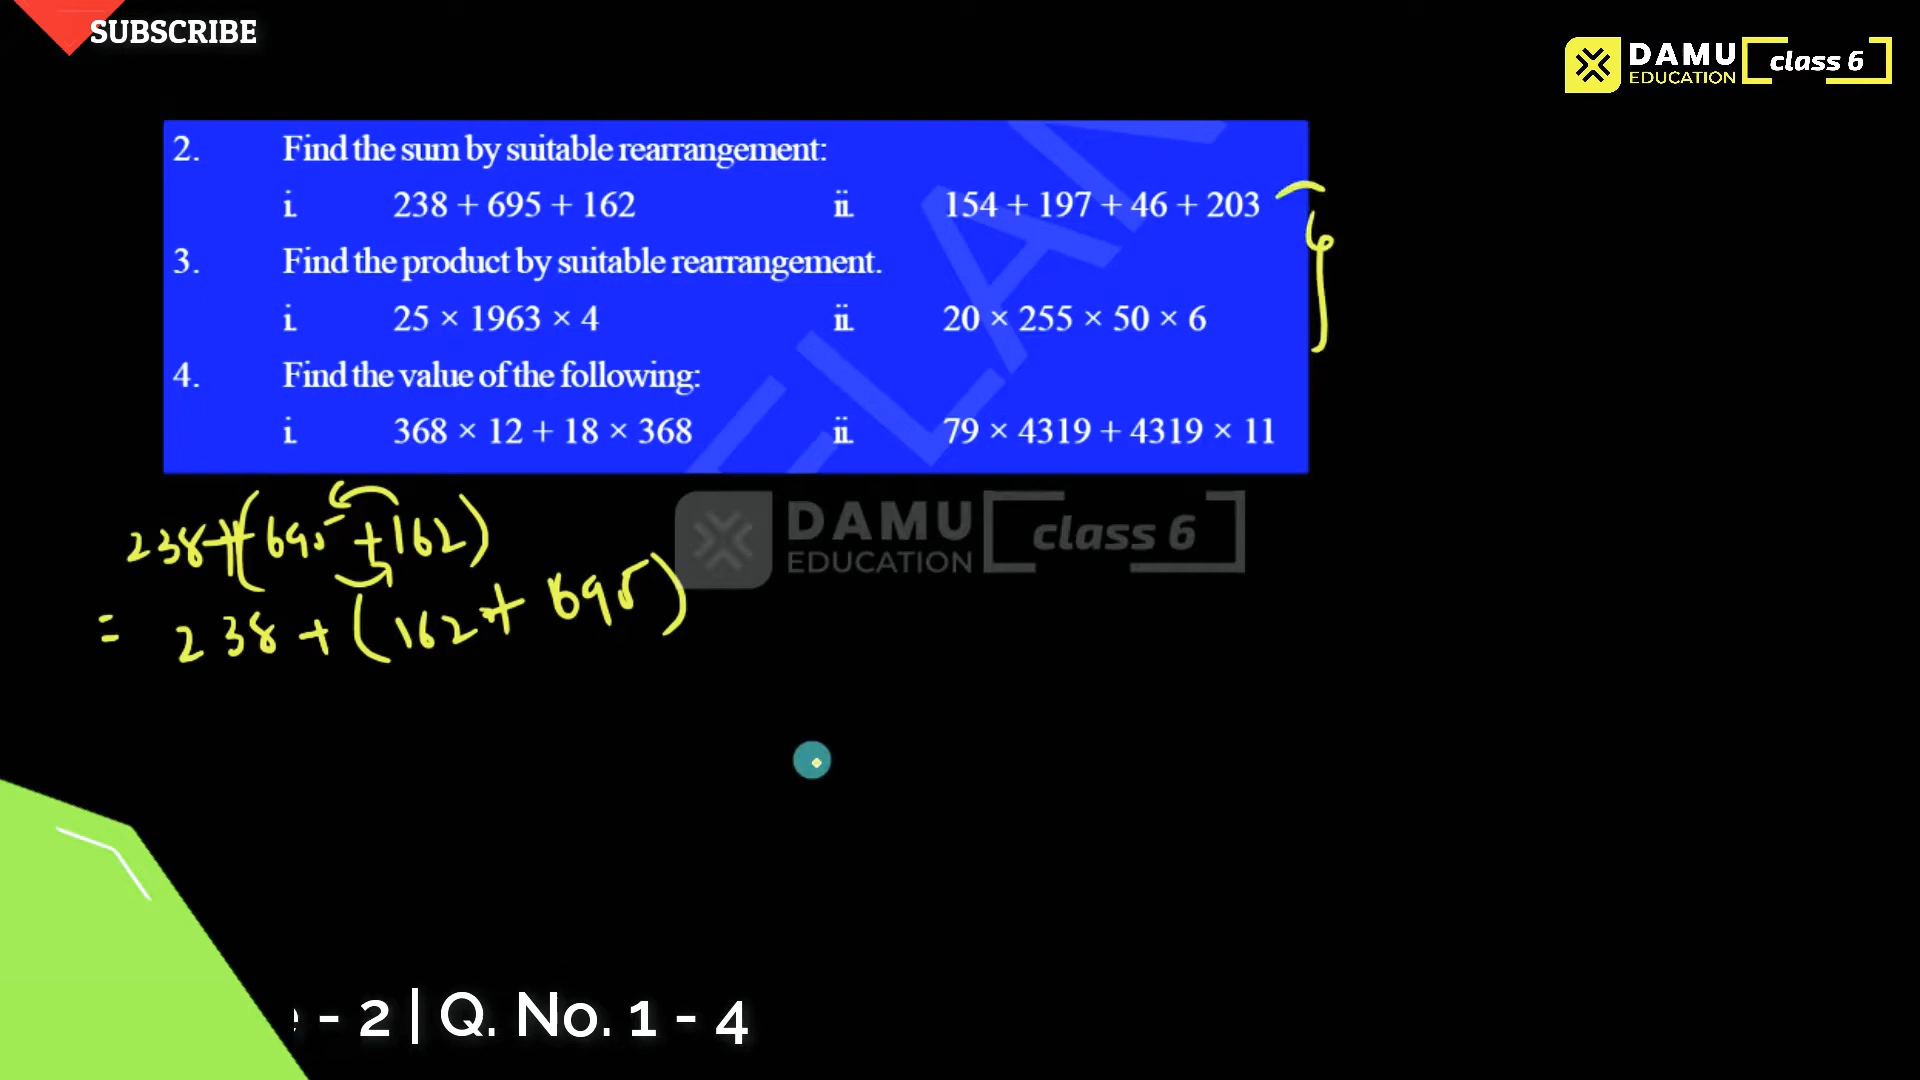 SUBSCRIBE
DAMU EDUCATION class 6
2. Find the sum by suitable rearrangement:
i. 238 + 695 + 162 ii. 154 + 197 + 46 + 203
3. Find the product by suitable rearrangement.
i. 25 × 1963 × 4 ii. 20 × 255 × 50 × 6
4. Find the value of the following:
i. 368 × 12 + 18 × 368 ii. 79 × 4319 + 4319 × 11
238+(695+162)
= 238+(162+695)
DAMU EDUCATION class 6
- 2 | Q. No. 1 - 4